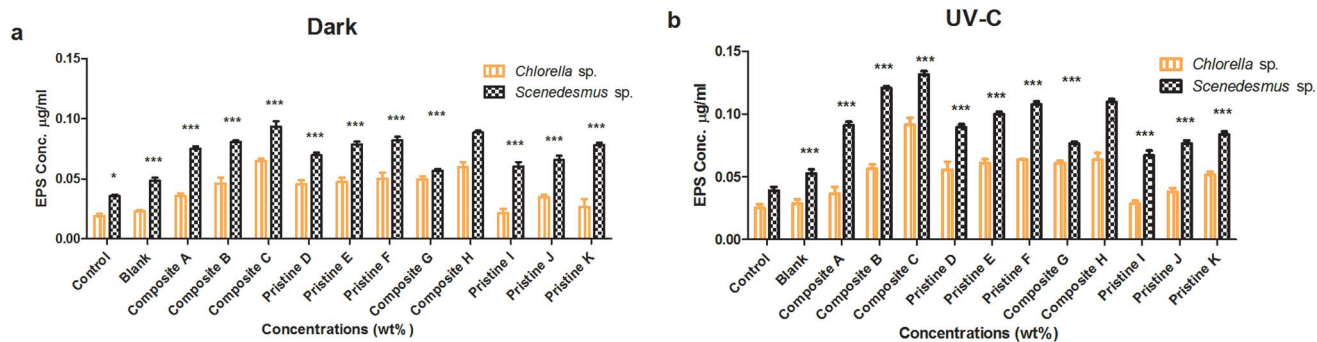 a
Dark
EPS Conc. µg/ml
0.15
0.10
0.05
0.00
Chlorella sp.
Scenedesmus sp.
*
***
***
***
***
***
***
***
***
***
***
***
Control
Blank
Composite A
Composite B
Composite C
Pristine D
Pristine E
Pristine F
Composite G
Composite H
Pristine I
Pristine J
Pristine K
Concentrations (wt%)
b
UV-C
EPS Conc. µg/ml
0.15
0.10
0.05
0.00
Chlorella sp.
Scenedesmus sp.
***
***
***
***
***
***
***
***
***
***
***
Control
Blank
Composite A
Composite B
Composite C
Pristine D
Pristine E
Pristine F
Composite G
Composite H
Pristine I
Pristine J
Pristine K
Concentrations (wt%)